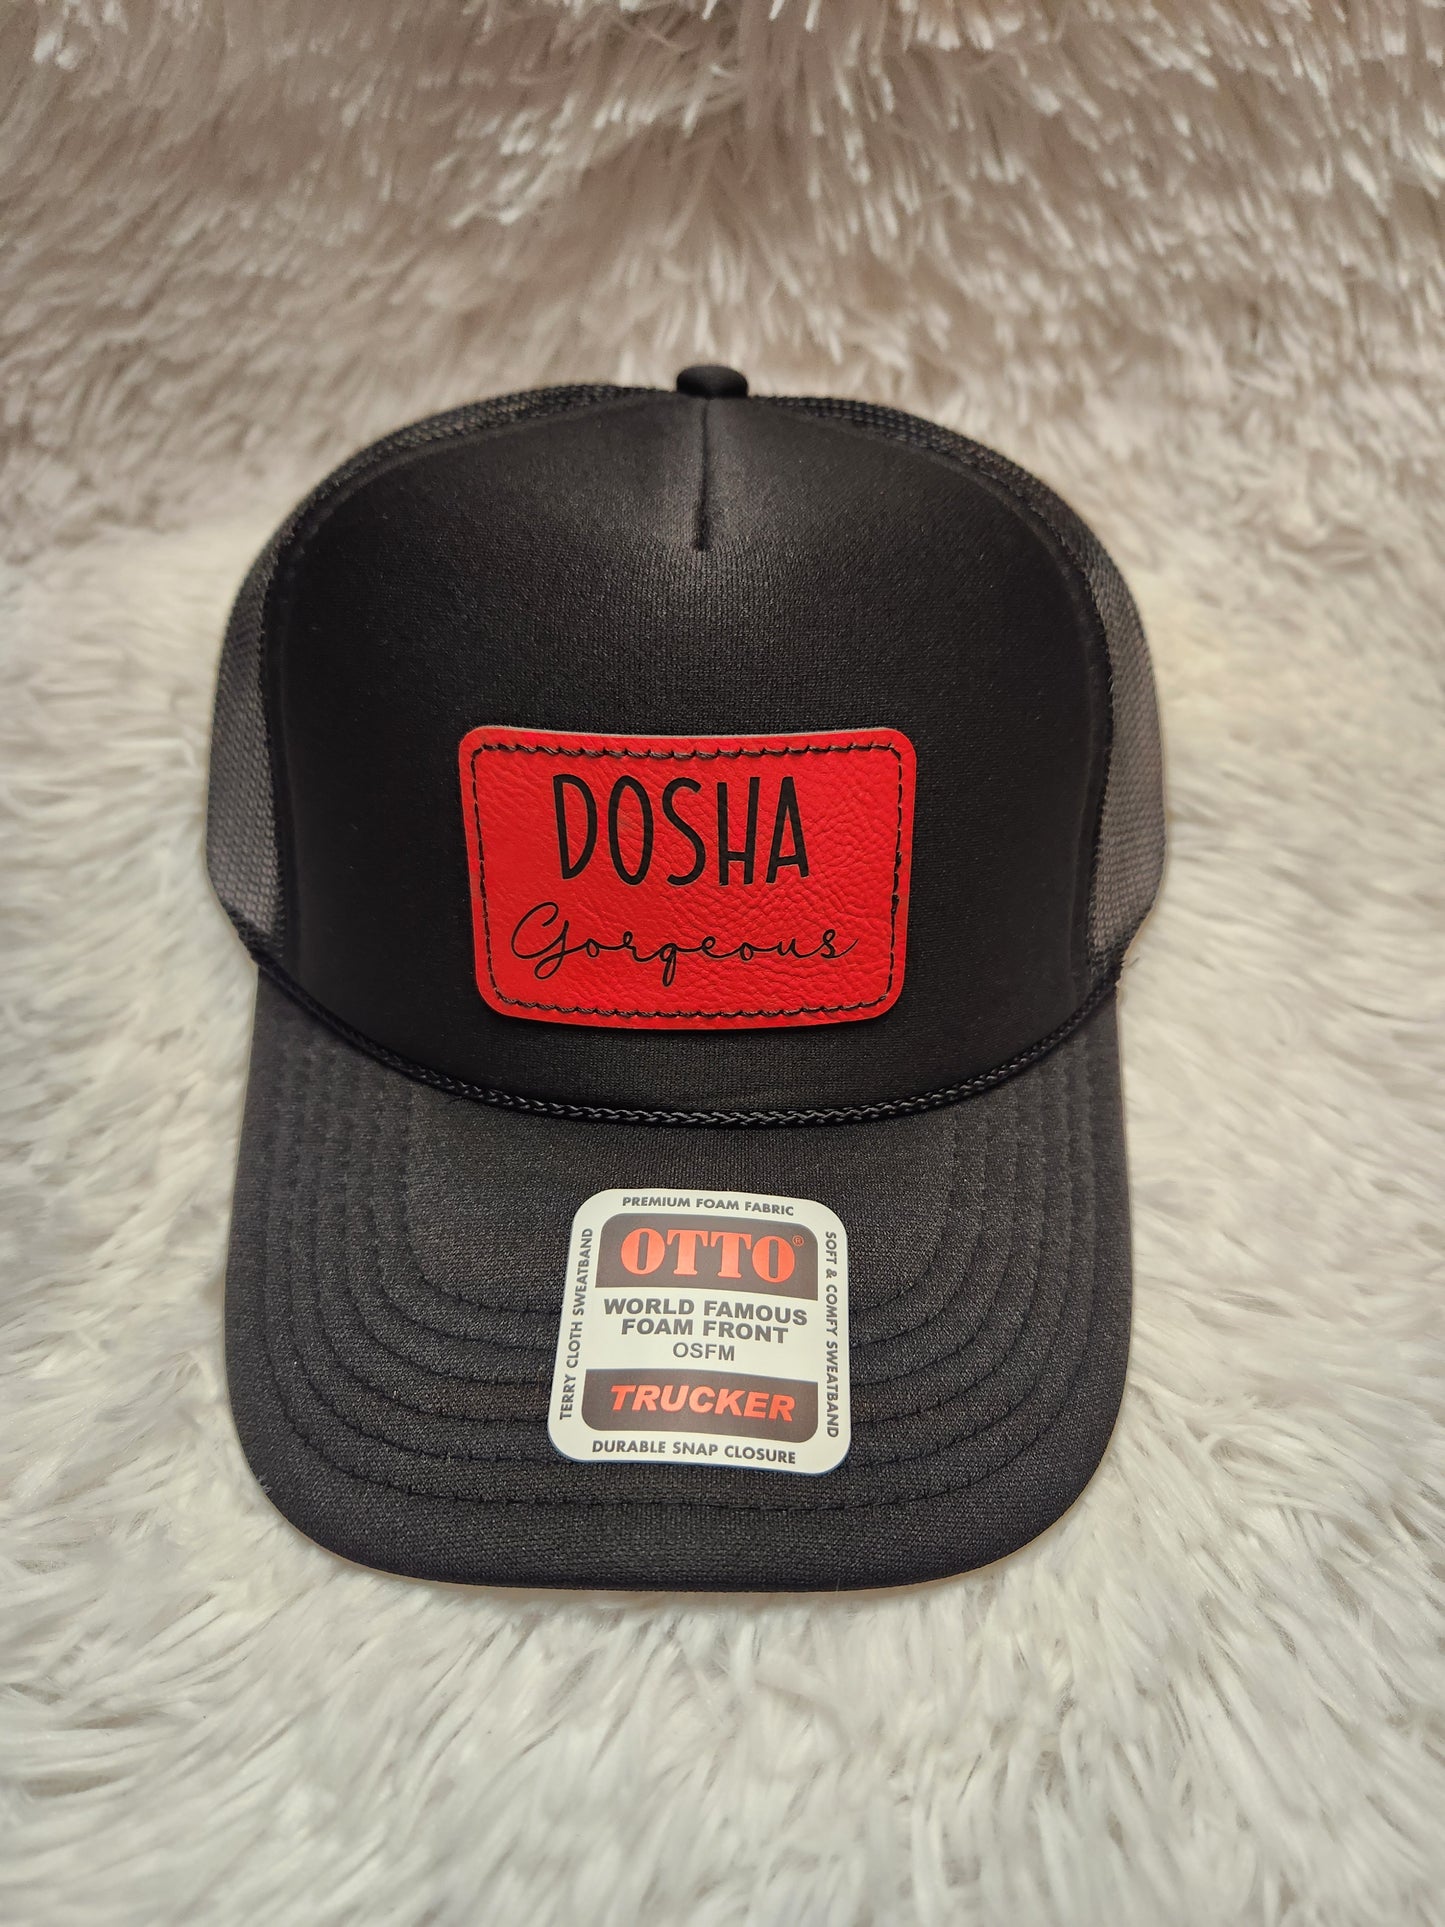 DOSHA
Gorgeous
PREMIUM FOAM FABRIC
OTTO®
WORLD FAMOUS
FOAM FRONT
OSFM
TRUCKER
DURABLE SNAP CLOSURE
TERRY CLOTH SWEATBAND
SOFT & COMFY SWEATBAND